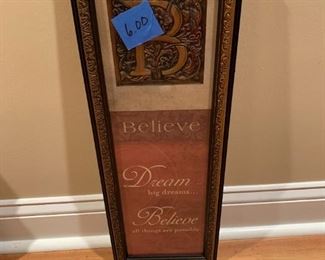 6.00
B
Believe
Dream
big dreams...
Believe
all things are possible